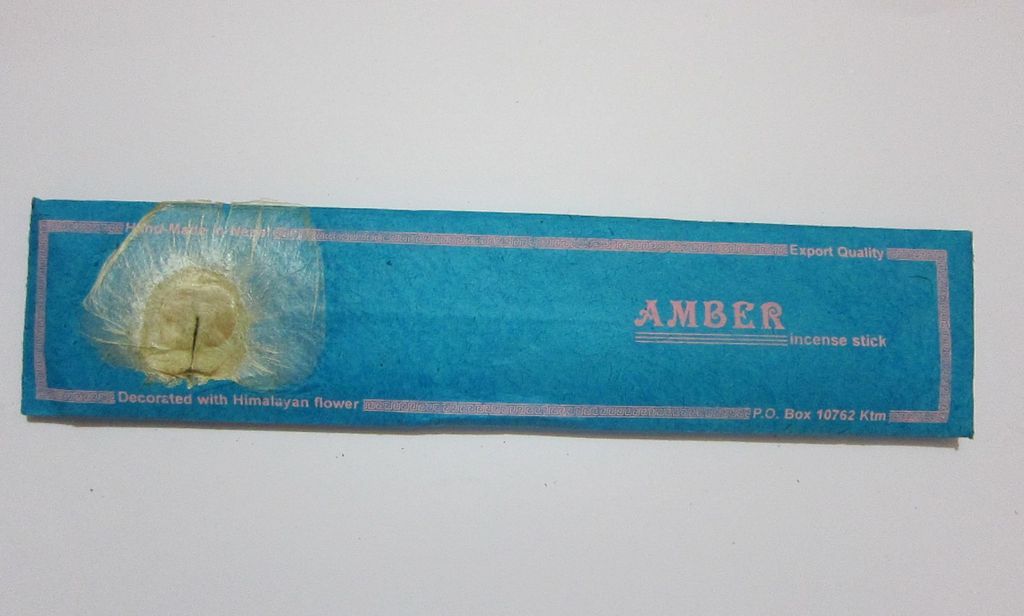 Hand Made in Nepal
Export Quality
AMBER
incense stick
Decorated with Himalayan flower
P.O. Box 10762 Ktm